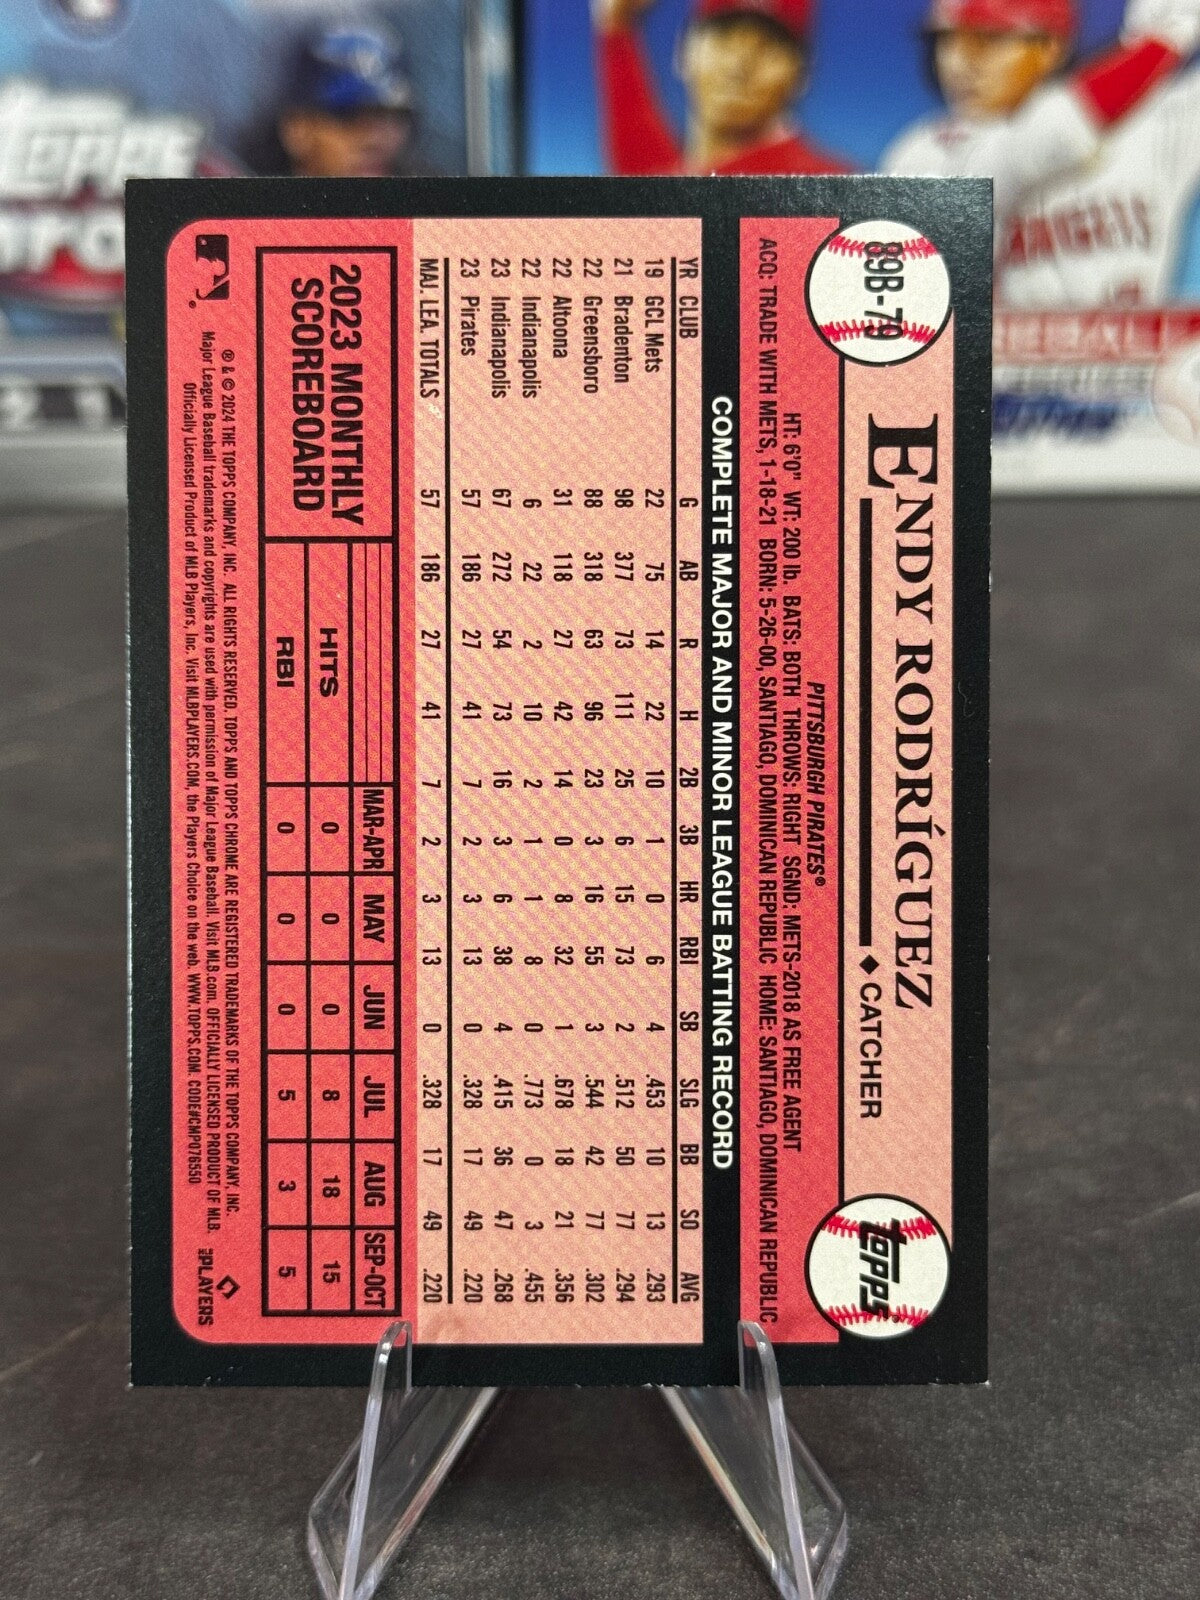 89B-79
ENDY RODRÍGUEZ
◆CATCHER
topps
PITTSBURGH PIRATES®
HT: 6'0" WT: 200 lb. BATS: BOTH THROWS: RIGHT SGND: METS-2018 AS FREE AGENT
ACQ: TRADE WITH METS, 1-18-21 BORN: 5-26-00, SANTIAGO, DOMINICAN REPUBLIC HOME: SANTIAGO, DOMINICAN REPUBLIC
COMPLETE MAJOR AND MINOR LEAGUE BATTING RECORD
YR CLUB G AB R H 2B 3B HR RBI SB SLG BB SO AVG
19 GCL Mets 22 75 14 22 10 1 0 6 4 .453 10 13 .293
21 Bradenton 98 377 73 111 25 6 15 73 2 .512 50 77 .294
22 Greensboro 88 318 63 96 23 3 16 55 3 .544 42 77 .302
22 Altoona 31 118 27 42 14 0 8 32 1 .678 18 21 .356
22 Indianapolis 6 22 2 10 2 1 1 8 0 .773 0 3 .455
23 Indianapolis 67 272 54 73 16 3 6 38 4 .415 36 47 .268
23 Pirates 57 186 27 41 7 2 3 13 0 .328 17 49 .220
MAJ. LEA. TOTALS 57 186 27 41 7 2 3 13 0 .328 17 49 .220
2023 MONTHLY
SCOREBOARD
MAR-APR MAY JUN JUL AUG SEP-OCT
HITS 0 0 0 8 18 15
RBI 0 0 0 5 3 5
® & © 2024 THE TOPPS COMPANY, INC. ALL RIGHTS RESERVED. TOPPS AND TOPPS CHROME ARE REGISTERED TRADEMARKS OF THE TOPPS COMPANY, INC.
Major League Baseball trademarks and copyrights are used with permission of Major League Baseball. Visit MLB.com. OFFICIALLY LICENSED PRODUCT OF MLB.
Officially Licensed Product of MLB Players, Inc. Visit MLBPLAYERS.COM, the Players Choice on the web. WWW.TOPPS.COM CODE#CMP076550
MLB PLAYERS
topps